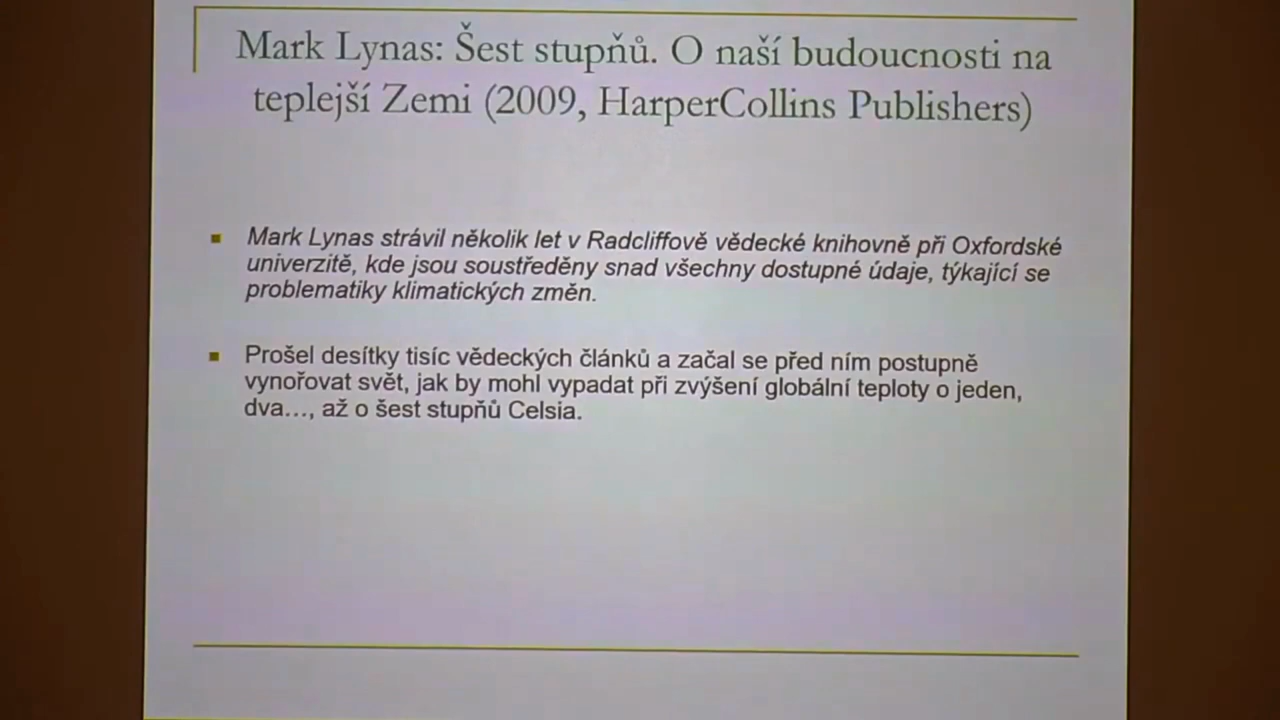 Mark Lynas: Šest stupňů. O naší budoucnosti na
teplejší Zemi (2009, HarperCollins Publishers)
Mark Lynas strávil několik let v Radcliffově vědecké knihovně při Oxfordské
univerzitě, kde jsou soustředěny snad všechny dostupné údaje, týkající se
problematiky klimatických změn.
Prošel desítky tisíc vědeckých článků a začal se před ním postupně
vynořovat svět, jak by mohl vypadat při zvýšení globální teploty o jeden,
dva…, až o šest stupňů Celsia.